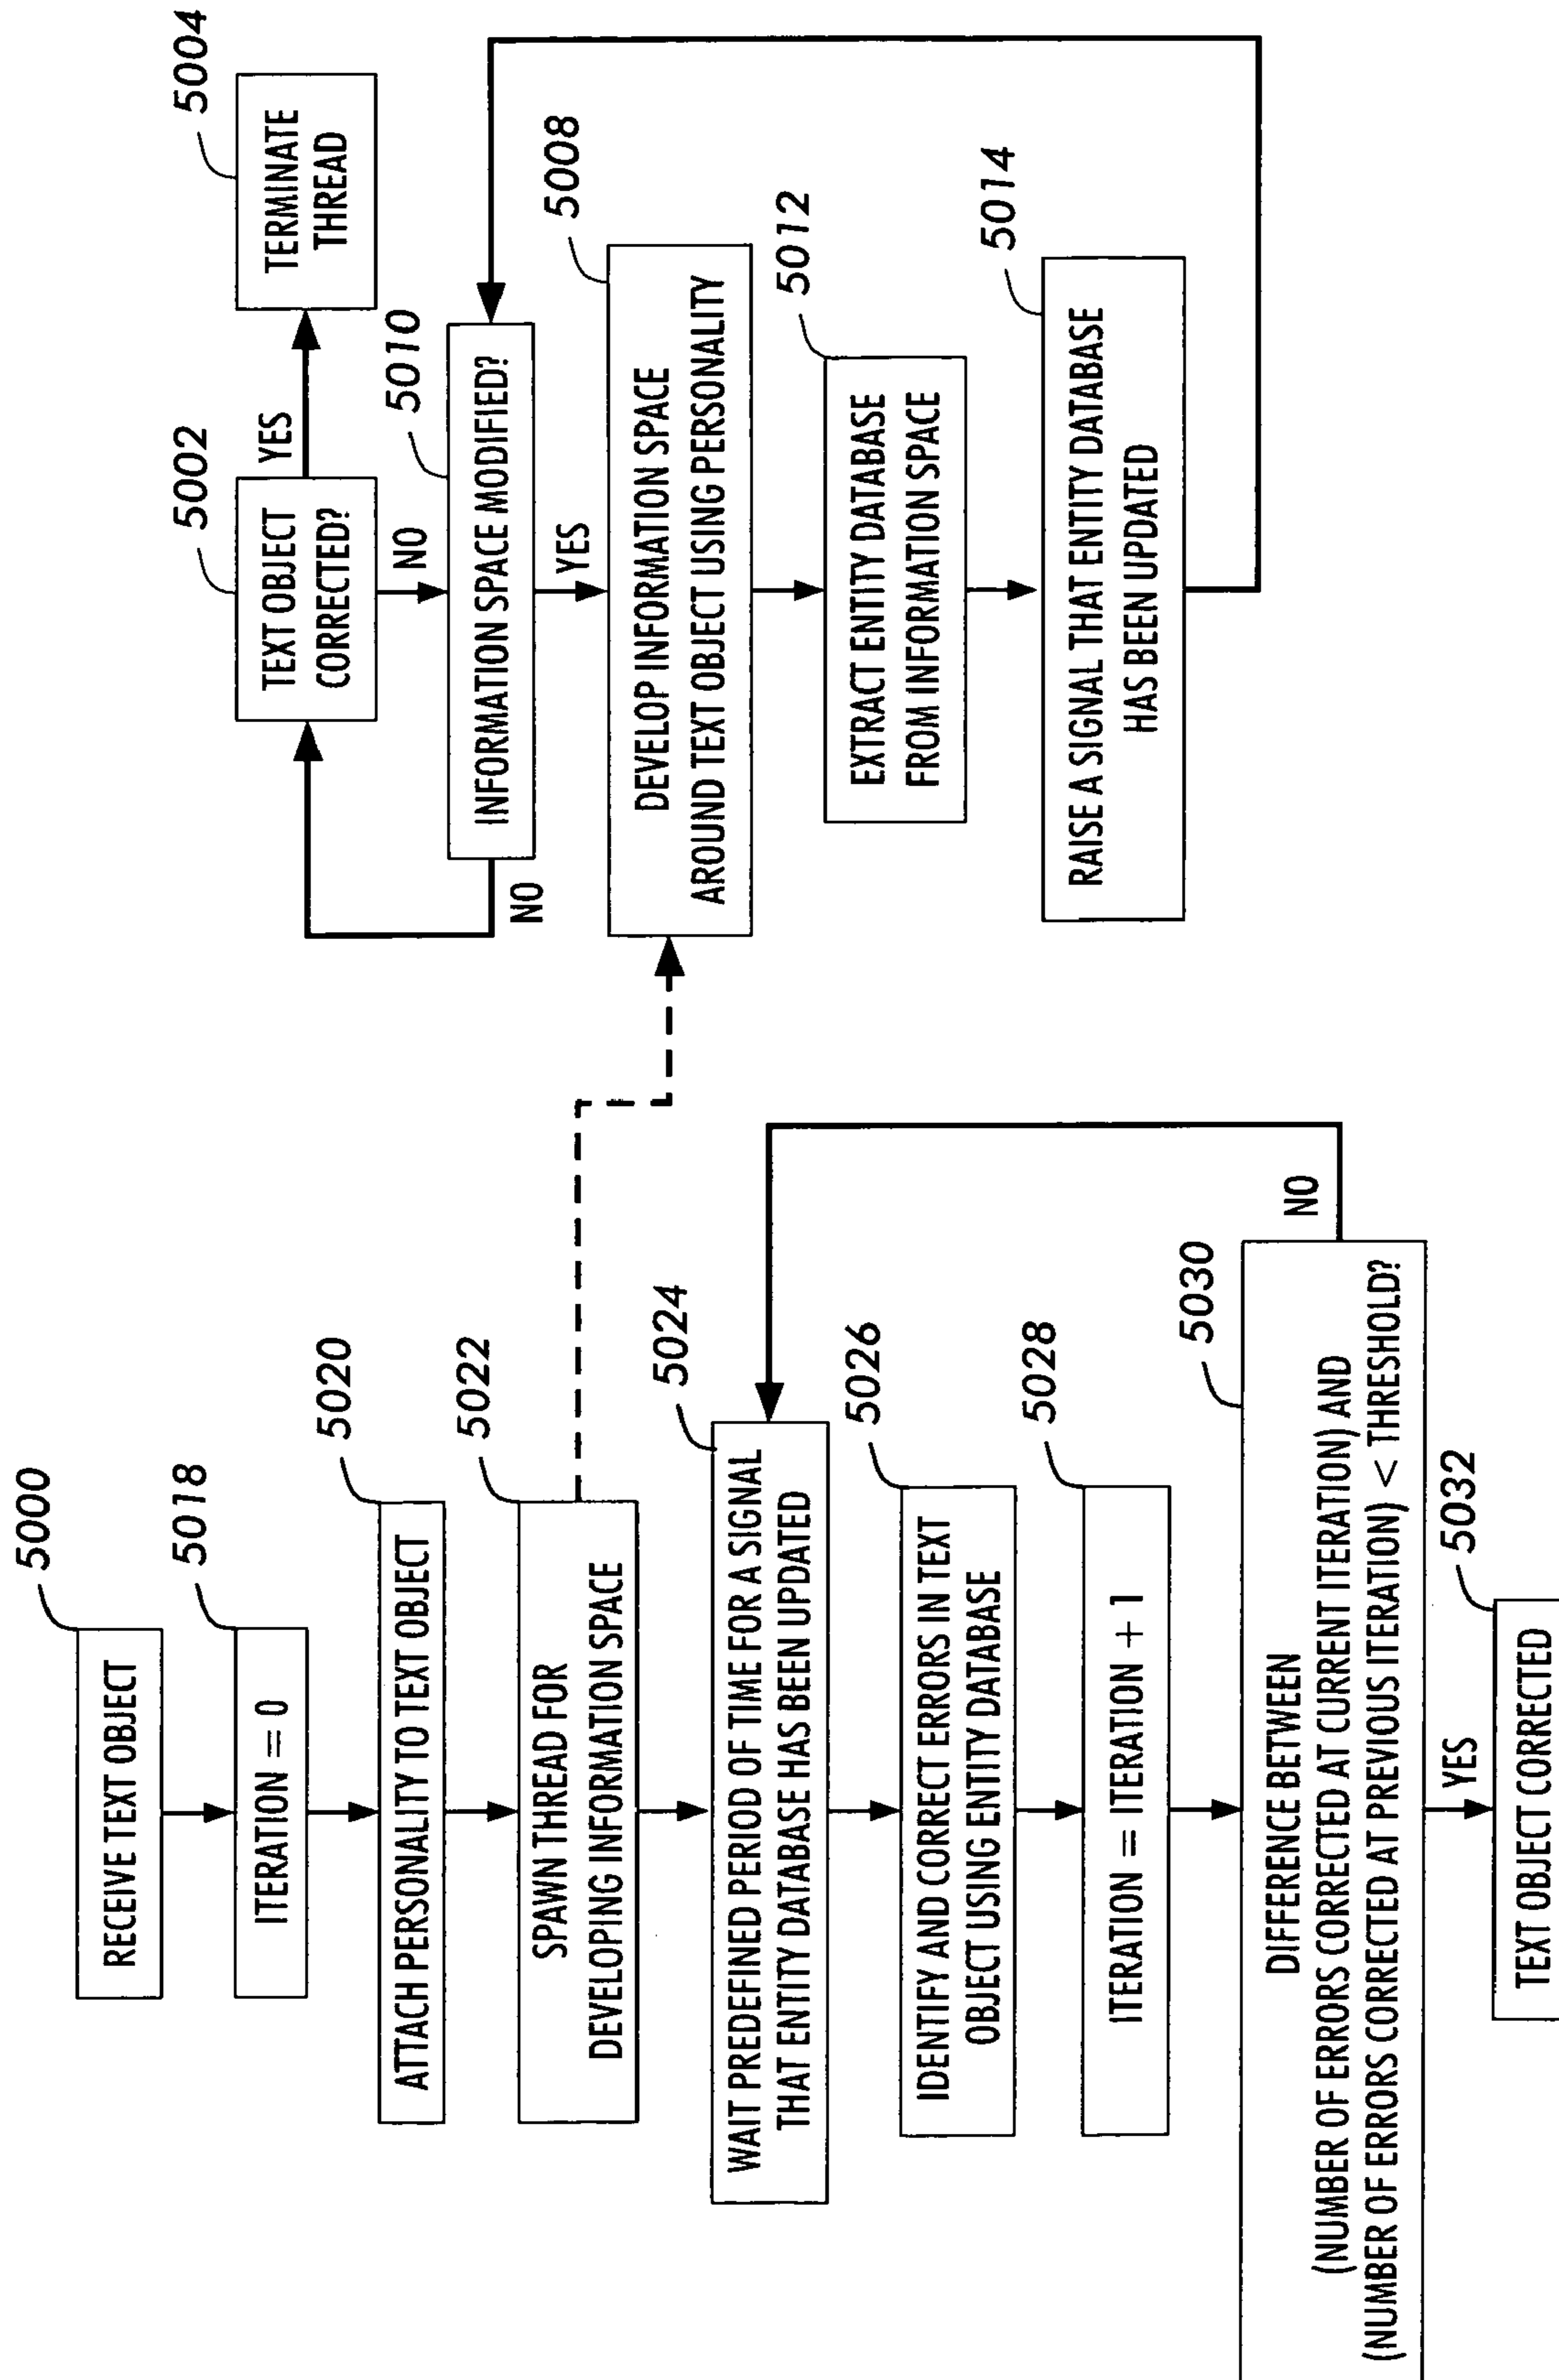 5000
RECEIVE TEXT OBJECT
5018
ITERATION = 0
5020
ATTACH PERSONALITY TO TEXT OBJECT
5022
SPAWN THREAD FOR
DEVELOPING INFORMATION SPACE
5024
WAIT PREDEFINED PERIOD OF TIME FOR A SIGNAL
THAT ENTITY DATABASE HAS BEEN UPDATED
5026
IDENTIFY AND CORRECT ERRORS IN TEXT
OBJECT USING ENTITY DATABASE
5028
ITERATION = ITERATION + 1
5030
DIFFERENCE BETWEEN
(NUMBER OF ERRORS CORRECTED AT CURRENT ITERATION) AND
(NUMBER OF ERRORS CORRECTED AT PREVIOUS ITERATION) < THRESHOLD?
NO
YES
5032
TEXT OBJECT CORRECTED
5002
TEXT OBJECT
CORRECTED?
YES
5004
TERMINATE
THREAD
NO
5010
INFORMATION SPACE MODIFIED?
NO
YES
5008
DEVELOP INFORMATION SPACE
AROUND TEXT OBJECT USING PERSONALITY
5012
EXTRACT ENTITY DATABASE
FROM INFORMATION SPACE
5014
RAISE A SIGNAL THAT ENTITY DATABASE
HAS BEEN UPDATED